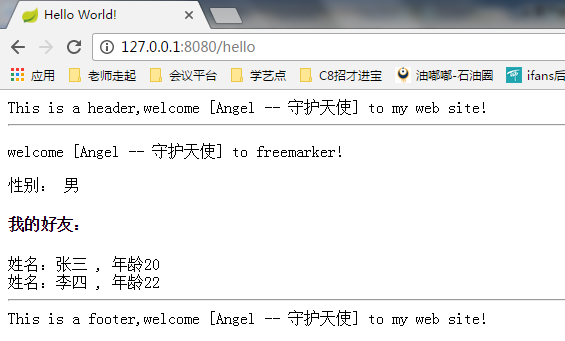 Hello World!
127.0.0.1:8080/hello
应用 老师走起 会议平台 学艺点 C8招才进宝 油嘟嘟-石油圈 ifans后
This is a header,welcome [Angel -- 守护天使] to my web site!
welcome [Angel -- 守护天使] to freemarker!
性别： 男
我的好友：
姓名：张三 , 年龄20
姓名：李四 , 年龄22
This is a footer,welcome [Angel -- 守护天使] to my web site!